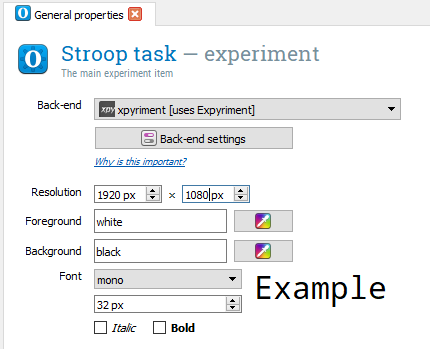 General properties
Stroop task — experiment
The main experiment item
Back-end
xpy xpyriment [uses Expyriment]
Back-end settings
Why is this important?
Resolution 1920 px × 1080 px
Foreground white
Background black
Font mono
32 px
Example
Italic Bold